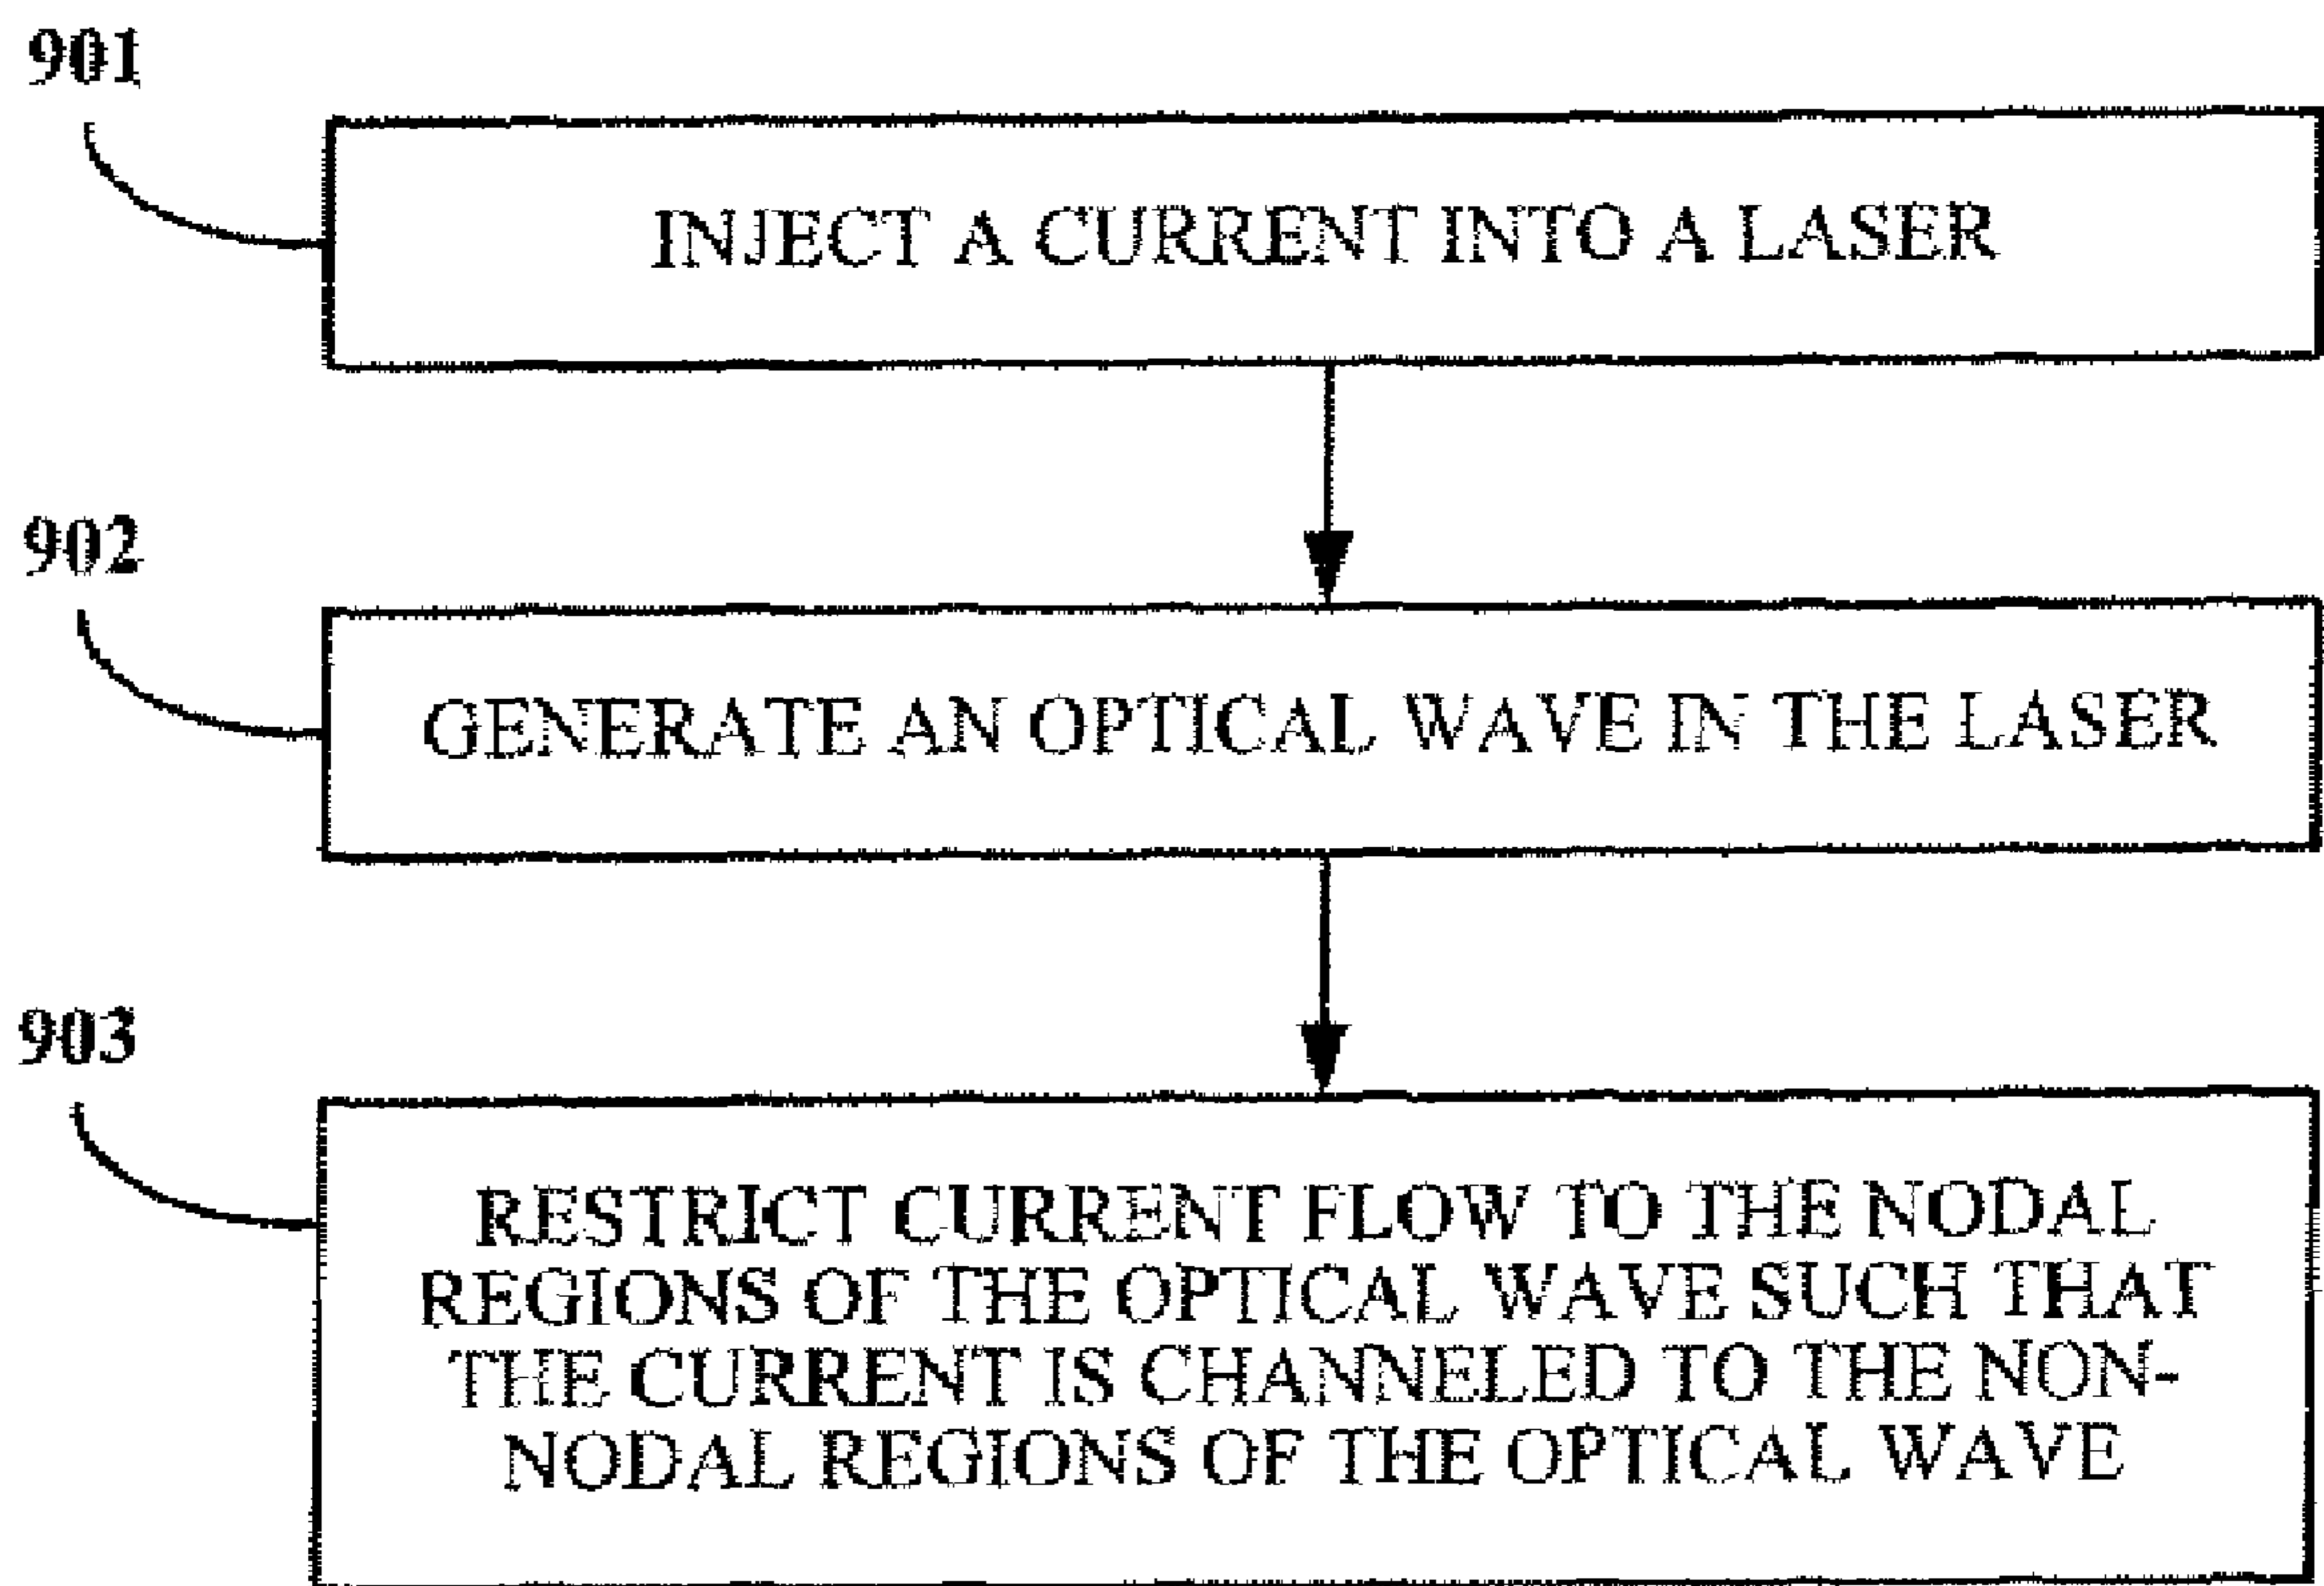 901
INJECT A CURRENT INTO A LASER
902
GENERATE AN OPTICAL WAVE IN THE LASER
903
RESTRICT CURRENT FLOW TO THE NODAL
REGIONS OF THE OPTICAL WAVE SUCH THAT
THE CURRENT IS CHANNELED TO THE NON-
NODAL REGIONS OF THE OPTICAL WAVE